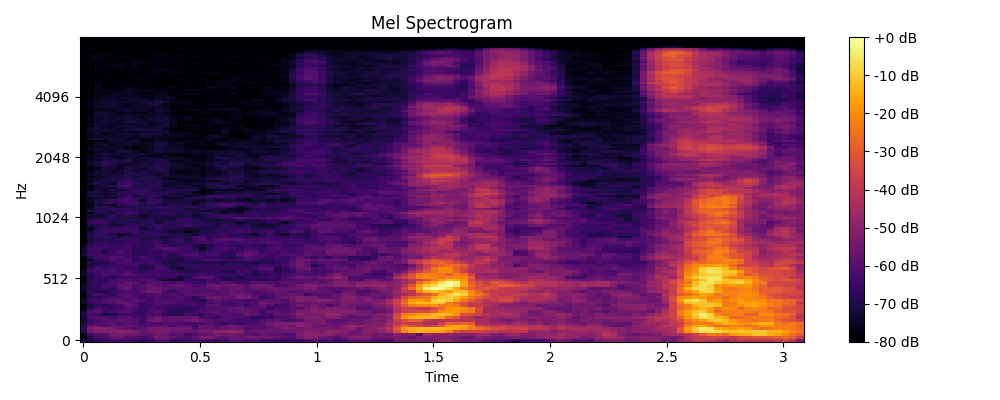 Mel Spectrogram
+0 dB
-10 dB
-20 dB
-30 dB
-40 dB
-50 dB
-60 dB
-70 dB
-80 dB
Hz
4096
2048
1024
512
0
0 0.5 1 1.5 2 2.5 3
Time